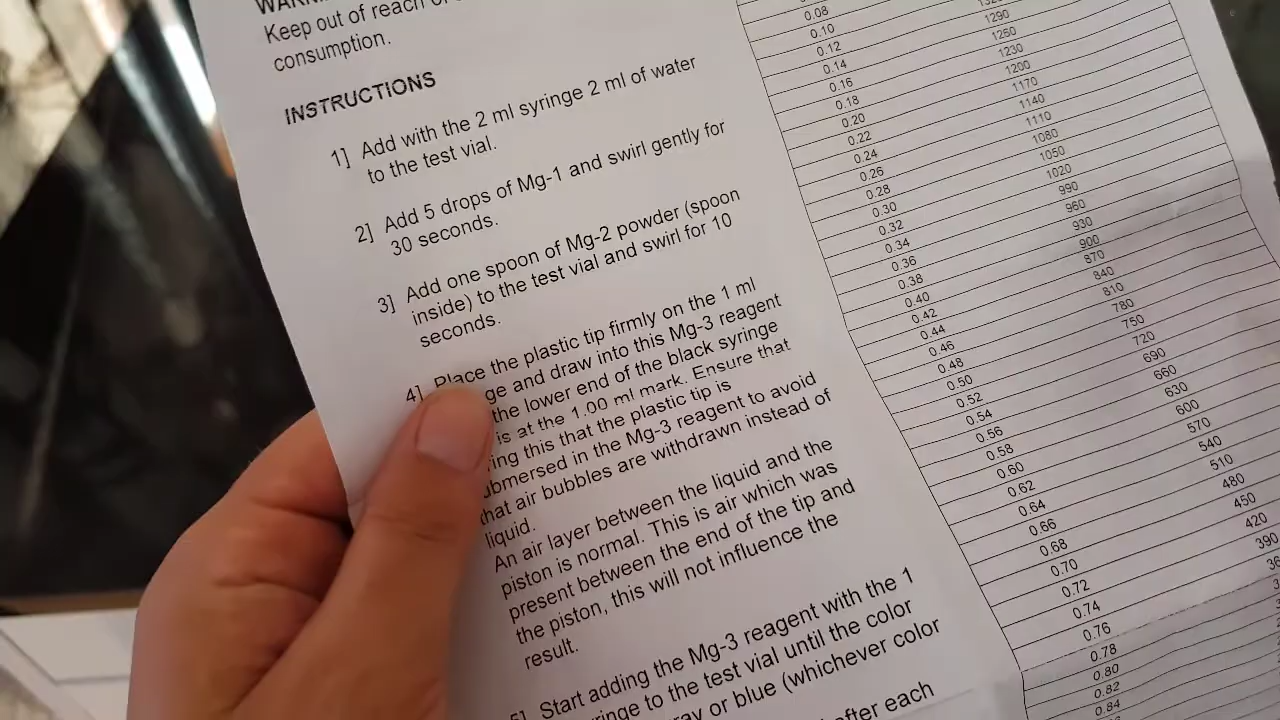 Keep out of reach
consumption.
INSTRUCTIONS
1] Add with the 2 ml syringe 2 ml of water
to the test vial.
2] Add 5 drops of Mg-1 and swirl gently for
30 seconds.
3] Add one spoon of Mg-2 powder (spoon
inside) to the test vial and swirl for 10
seconds.
4] Place the plastic tip firmly on the 1 ml
ge and draw into this Mg-3 reagent
the lower end of the black syringe
is at the 1.00 ml mark. Ensure that
ing this that the plastic tip is
ubmersed in the Mg-3 reagent to avoid
that air bubbles are withdrawn instead of
liquid.
An air layer between the liquid and the
piston is normal. This is air which was
present between the end of the tip and
the piston, this will not influence the
result.
5] Start adding the Mg-3 reagent with the 1
ringe to the test vial until the color
ray or blue (whichever color
after each
0.08
0.10 1290
0.12 1260
0.14 1230
0.16 1200
0.18 1170
0.20 1140
0.22 1110
0.24 1080
0.26 1050
0.28 1020
0.30 990
0.32 960
0.34 930
0.36 900
0.38 870
0.40 840
0.42 810
0.44 780
0.46 750
0.48 720
0.50 690
0.52 660
0.54 630
0.56 600
0.58 570
0.60 540
0.62 510
0.64 480
0.66 450
0.68 420
0.70 390
0.72
0.74
0.76
0.78
0.80
0.82
0.84